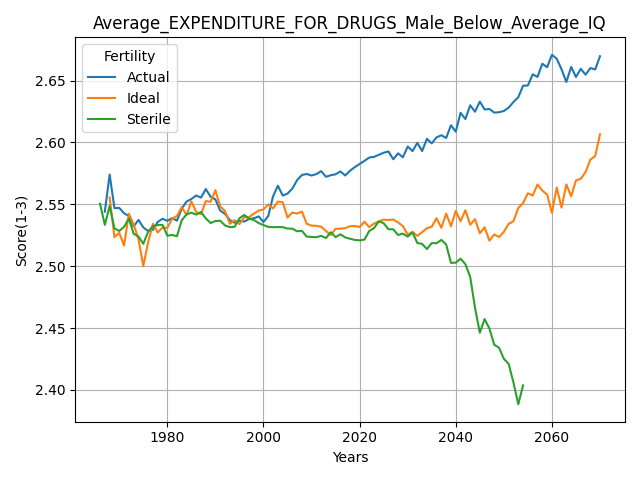 Average_EXPENDITURE_FOR_DRUGS_Male_Below_Average_IQ
Fertility
Actual
Ideal
Sterile
Score(1-3)
2.65
2.60
2.55
2.50
2.45
2.40
1980
2000
2020
2040
2060
Years